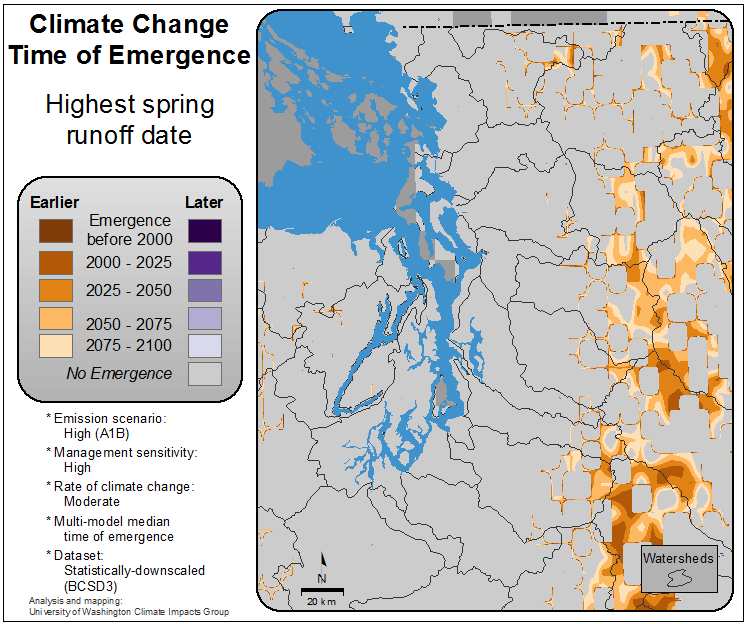 Climate Change
Time of Emergence
Highest spring
runoff date
Earlier
Later
Emergence
before 2000
2000 - 2025
2025 - 2050
2050 - 2075
2075 - 2100
No Emergence
* Emission scenario:
High (A1B)
* Management sensitivity:
High
* Rate of climate change:
Moderate
* Multi-model median
time of emergence
* Dataset:
Statistically-downscaled
(BCSD3)
Analysis and mapping:
University of Washington Climate Impacts Group
N
20 km
Watersheds